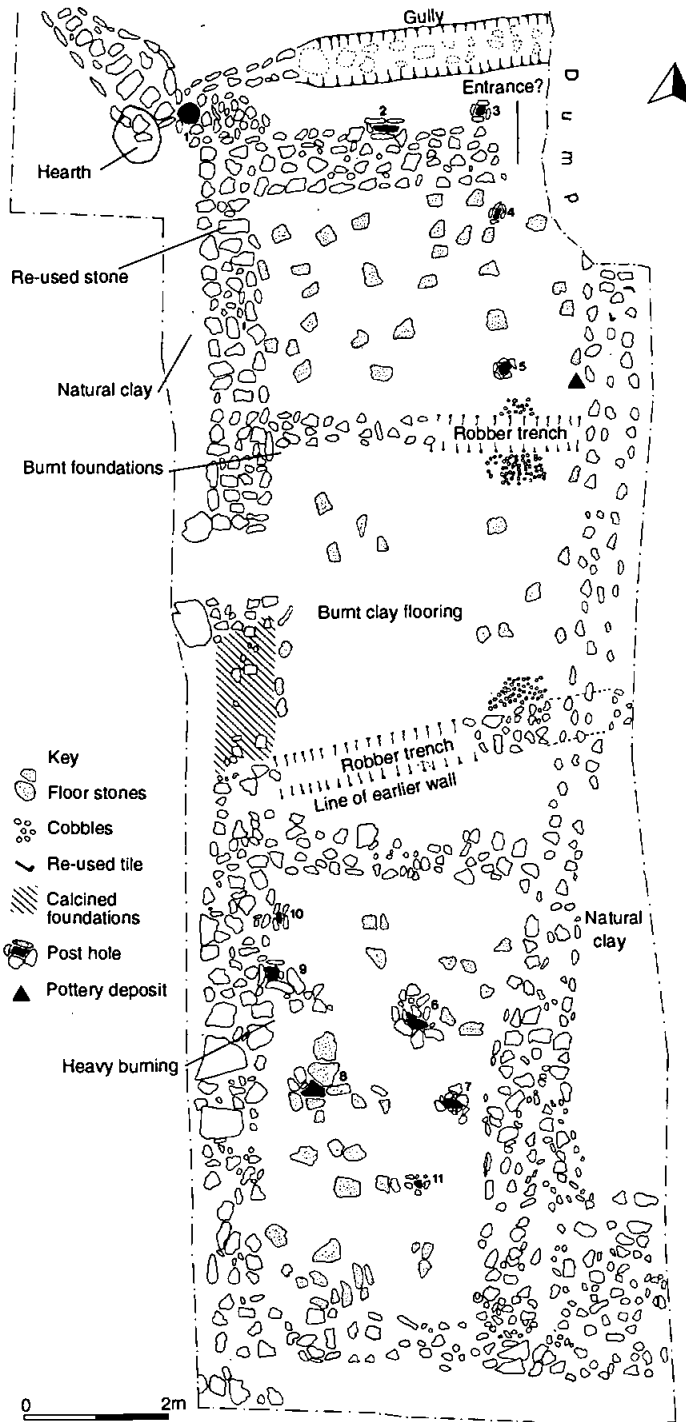 Gully
Entrance?
Dump
1
2
3
Hearth
4
Re-used stone
Natural clay
5
Robber trench
Burnt foundations
Burnt clay flooring
Robber trench
Line of earlier wall
Key
Floor stones
Cobbles
Re-used tile
Calcined
foundations
Post hole
Pottery deposit
10
Natural
clay
9
6
Heavy burning
8
7
11
0 2m